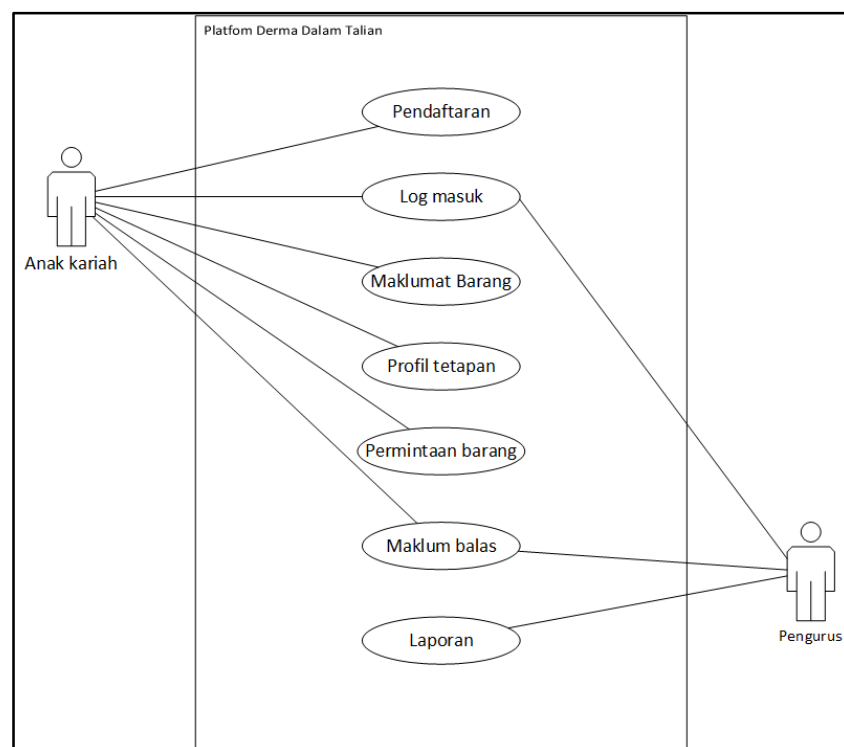 Platfom Derma Dalam Talian
Pendaftaran
Log masuk
Anak kariah
Maklumat Barang
Profil tetapan
Permintaan barang
Maklum balas
Laporan
Pengurus